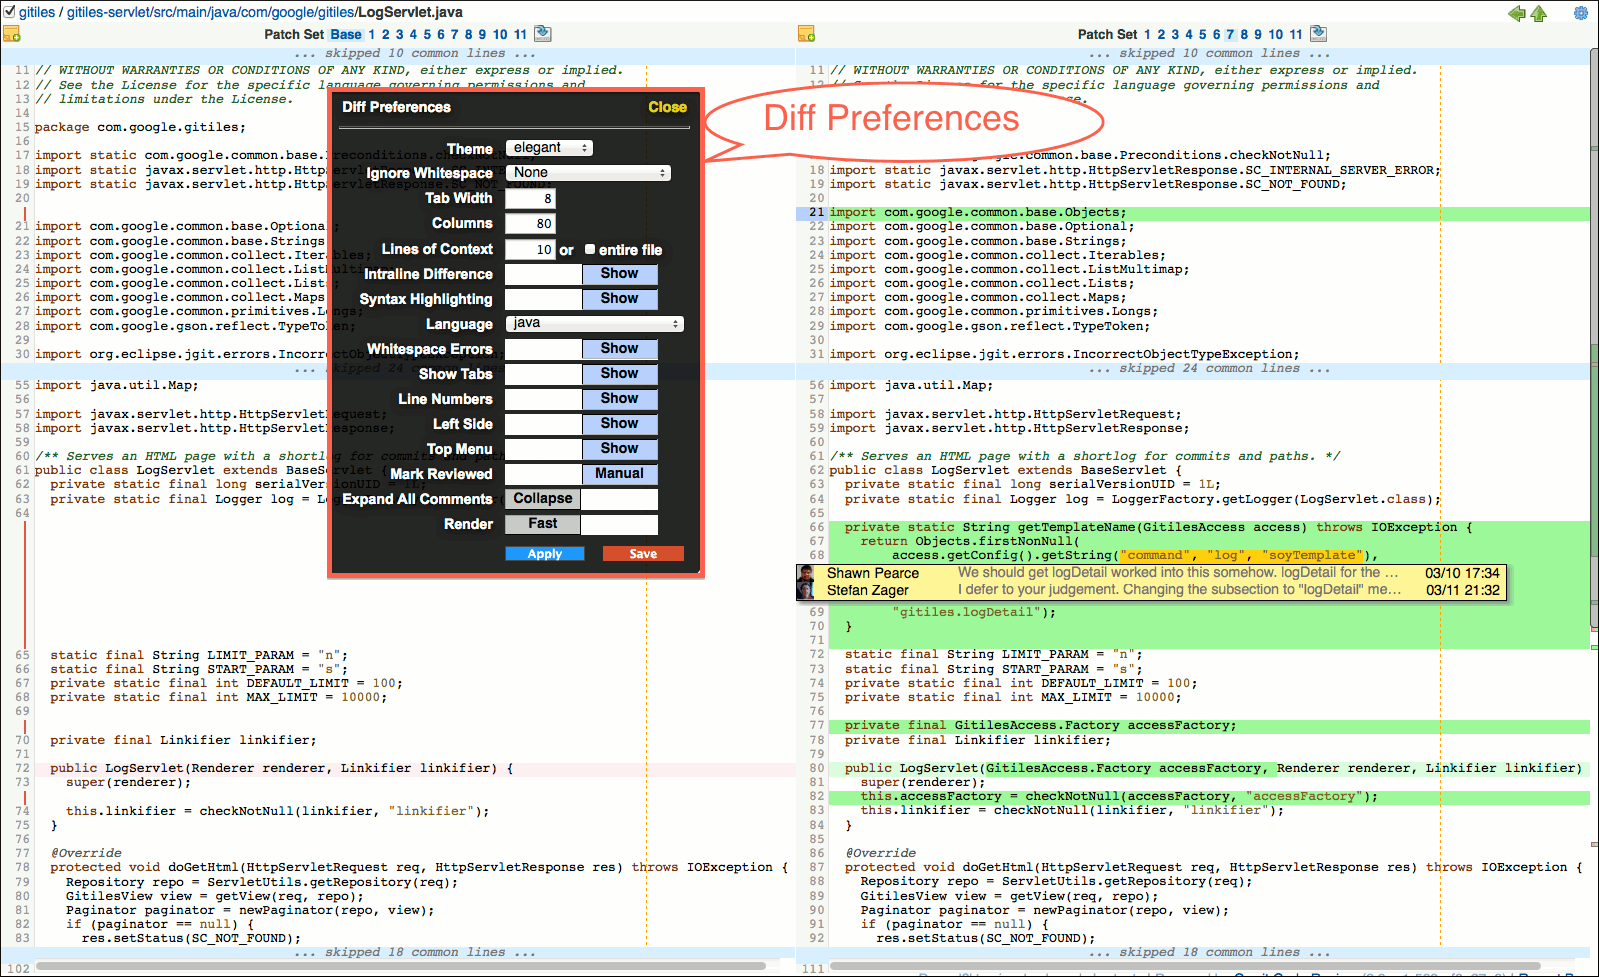 gitiles / gitiles-servlet/src/main/java/com/google/gitiles/LogServlet.java
Patch Set Base 1 2 3 4 5 6 7 8 9 10 11
... skipped 10 common lines ...
11 // WITHOUT WARRANTIES OR CONDITIONS OF ANY KIND, either express or implied.
12 // See the License for the specific language governing permissions and
13 // limitations under the License.
14
15 package com.google.gitiles;
16
17 import static com.google.common.base.Preconditions.checkNotNull;
18 import static javax.servlet.http.HttpS
19 import static javax.servlet.http.HttpServletResponse.SC_NOT_FOUND;
20
21 import com.google.common.base.Optional;
22 import com.google.common.base.Strings
23 import com.google.common.collect.Iterables;
24 import com.google.common.collect.ListMultimap;
25 import com.google.common.collect.Lists;
26 import com.google.common.collect.Maps
27 import com.google.common.primitives.Longs;
28 import com.google.gson.reflect.TypeToken;
29
30 import org.eclipse.jgit.errors.IncorrectObjectTypeException;
... skipped 24 common lines
55 import java.util.Map;
56
57 import javax.servlet.http.HttpServletRequest;
58 import javax.servlet.http.HttpServletResponse;
59
60 /** Serves an HTML page with a shortlog for commits and paths
61 public class LogServlet extends BaseServlet {
62 private static final long serialVersionUID = 1L;
63 private static final Logger log = Lo
64
65 static final String LIMIT_PARAM = "n";
66 static final String START_PARAM = "s";
67 private static final int DEFAULT_LIMIT = 100;
68 private static final int MAX_LIMIT = 10000;
69
70 private final Linkifier linkifier;
71
72 public LogServlet(Renderer renderer, Linkifier linkifier) {
73 super(renderer);
74 this.linkifier = checkNotNull(linkifier, "linkifier");
75 }
76
77 @Override
78 protected void doGetHtml(HttpServletRequest req, HttpServletResponse res) throws IOException {
79 Repository repo = ServletUtils.getRepository(req);
80 GitilesView view = getView(req, repo);
81 Paginator paginator = newPaginator(repo, view);
82 if (paginator == null) {
83 res.setStatus(SC_NOT_FOUND);
... skipped 18 common lines ...
102
Diff Preferences
Close
Theme elegant
Ignore Whitespace None
Tab Width 8
Columns 80
Lines of Context 10 or entire file
Intraline Difference Show
Syntax Highlighting Show
Language java
Whitespace Errors Show
Show Tabs Show
Line Numbers Show
Left Side Show
Top Menu Show
Mark Reviewed Manual
Expand All Comments Collapse
Render Fast
Apply Save
Diff Preferences
Patch Set 1 2 3 4 5 6 7 8 9 10 11
... skipped 10 common lines ...
11 // WITHOUT WARRANTIES OR CONDITIONS OF ANY KIND, either express or implied.
12 // See the License for the specific language governing permissions and
.common.base.Preconditions.checkNotNull;
18 import static javax.servlet.http.HttpServletResponse.SC_INTERNAL_SERVER_ERROR;
19 import static javax.servlet.http.HttpServletResponse.SC_NOT_FOUND;
20
21 import com.google.common.base.Objects;
22 import com.google.common.base.Optional;
23 import com.google.common.base.Strings;
24 import com.google.common.collect.Iterables;
25 import com.google.common.collect.ListMultimap;
26 import com.google.common.collect.Lists;
27 import com.google.common.collect.Maps;
28 import com.google.common.primitives.Longs;
29 import com.google.gson.reflect.TypeToken;
30
31 import org.eclipse.jgit.errors.IncorrectObjectTypeException;
... skipped 24 common lines ...
56 import java.util.Map;
57
58 import javax.servlet.http.HttpServletRequest;
59 import javax.servlet.http.HttpServletResponse;
60
61 /** Serves an HTML page with a shortlog for commits and paths. */
62 public class LogServlet extends BaseServlet {
63 private static final long serialVersionUID = 1L;
64 private static final Logger log = LoggerFactory.getLogger(LogServlet.class);
65
66 private static String getTemplateName(GitilesAccess access) throws IOException {
67 return Objects.firstNonNull(
68 access.getConfig().getString("command", "log", "soyTemplate"),
Shawn Pearce We should get logDetail worked into this somehow. logDetail for the ... 03/10 17:34
Stefan Zager I defer to your judgement. Changing the subsection to "logDetail" me... 03/11 21:32
69 "gitiles.logDetail");
70 }
71
72 static final String LIMIT_PARAM = "n";
73 static final String START_PARAM = "s";
74 private static final int DEFAULT_LIMIT = 100;
75 private static final int MAX_LIMIT = 10000;
76
77 private final GitilesAccess.Factory accessFactory;
78 private final Linkifier linkifier;
79
80 public LogServlet(GitilesAccess.Factory accessFactory, Renderer renderer, Linkifier linkifier)
81 super(renderer);
82 this.accessFactory = checkNotNull(accessFactory, "accessFactory");
83 this.linkifier = checkNotNull(linkifier, "linkifier");
84 }
85
86 @Override
87 protected void doGetHtml(HttpServletRequest req, HttpServletResponse res) throws IOException {
88 Repository repo = ServletUtils.getRepository(req);
89 GitilesView view = getView(req, repo);
90 Paginator paginator = newPaginator(repo, view);
91 if (paginator == null) {
92 res.setStatus(SC_NOT_FOUND);
... skipped 18 common lines ...
111